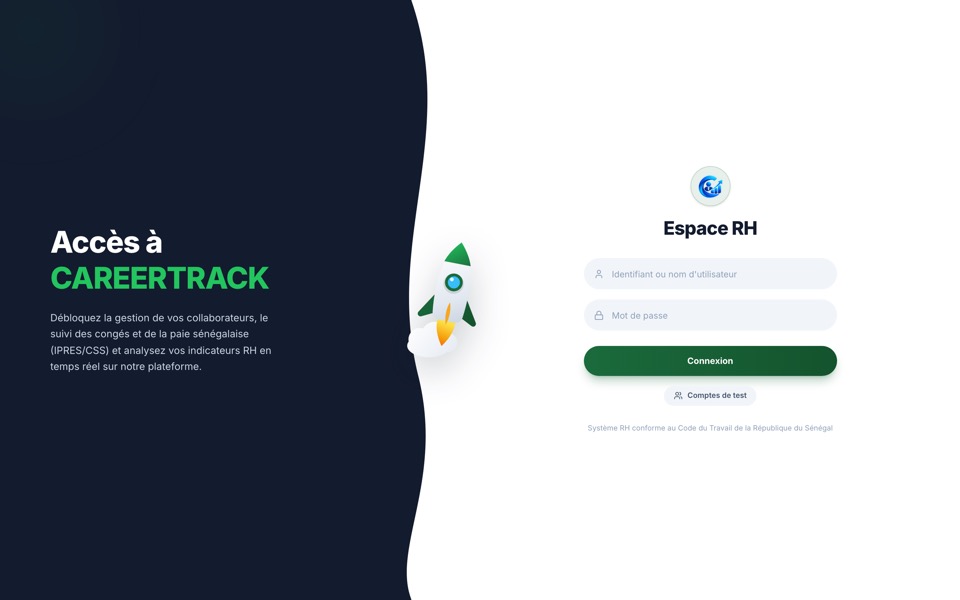 Accès à
CAREERTRACK
Débloquez la gestion de vos collaborateurs, le
suivi des congés et de la paie sénégalaise
(IPRES/CSS) et analysez vos indicateurs RH en
temps réel sur notre plateforme.
Espace RH
Identifiant ou nom d'utilisateur
Mot de passe
Connexion
Comptes de test
Système RH conforme au Code du Travail de la République du Sénégal